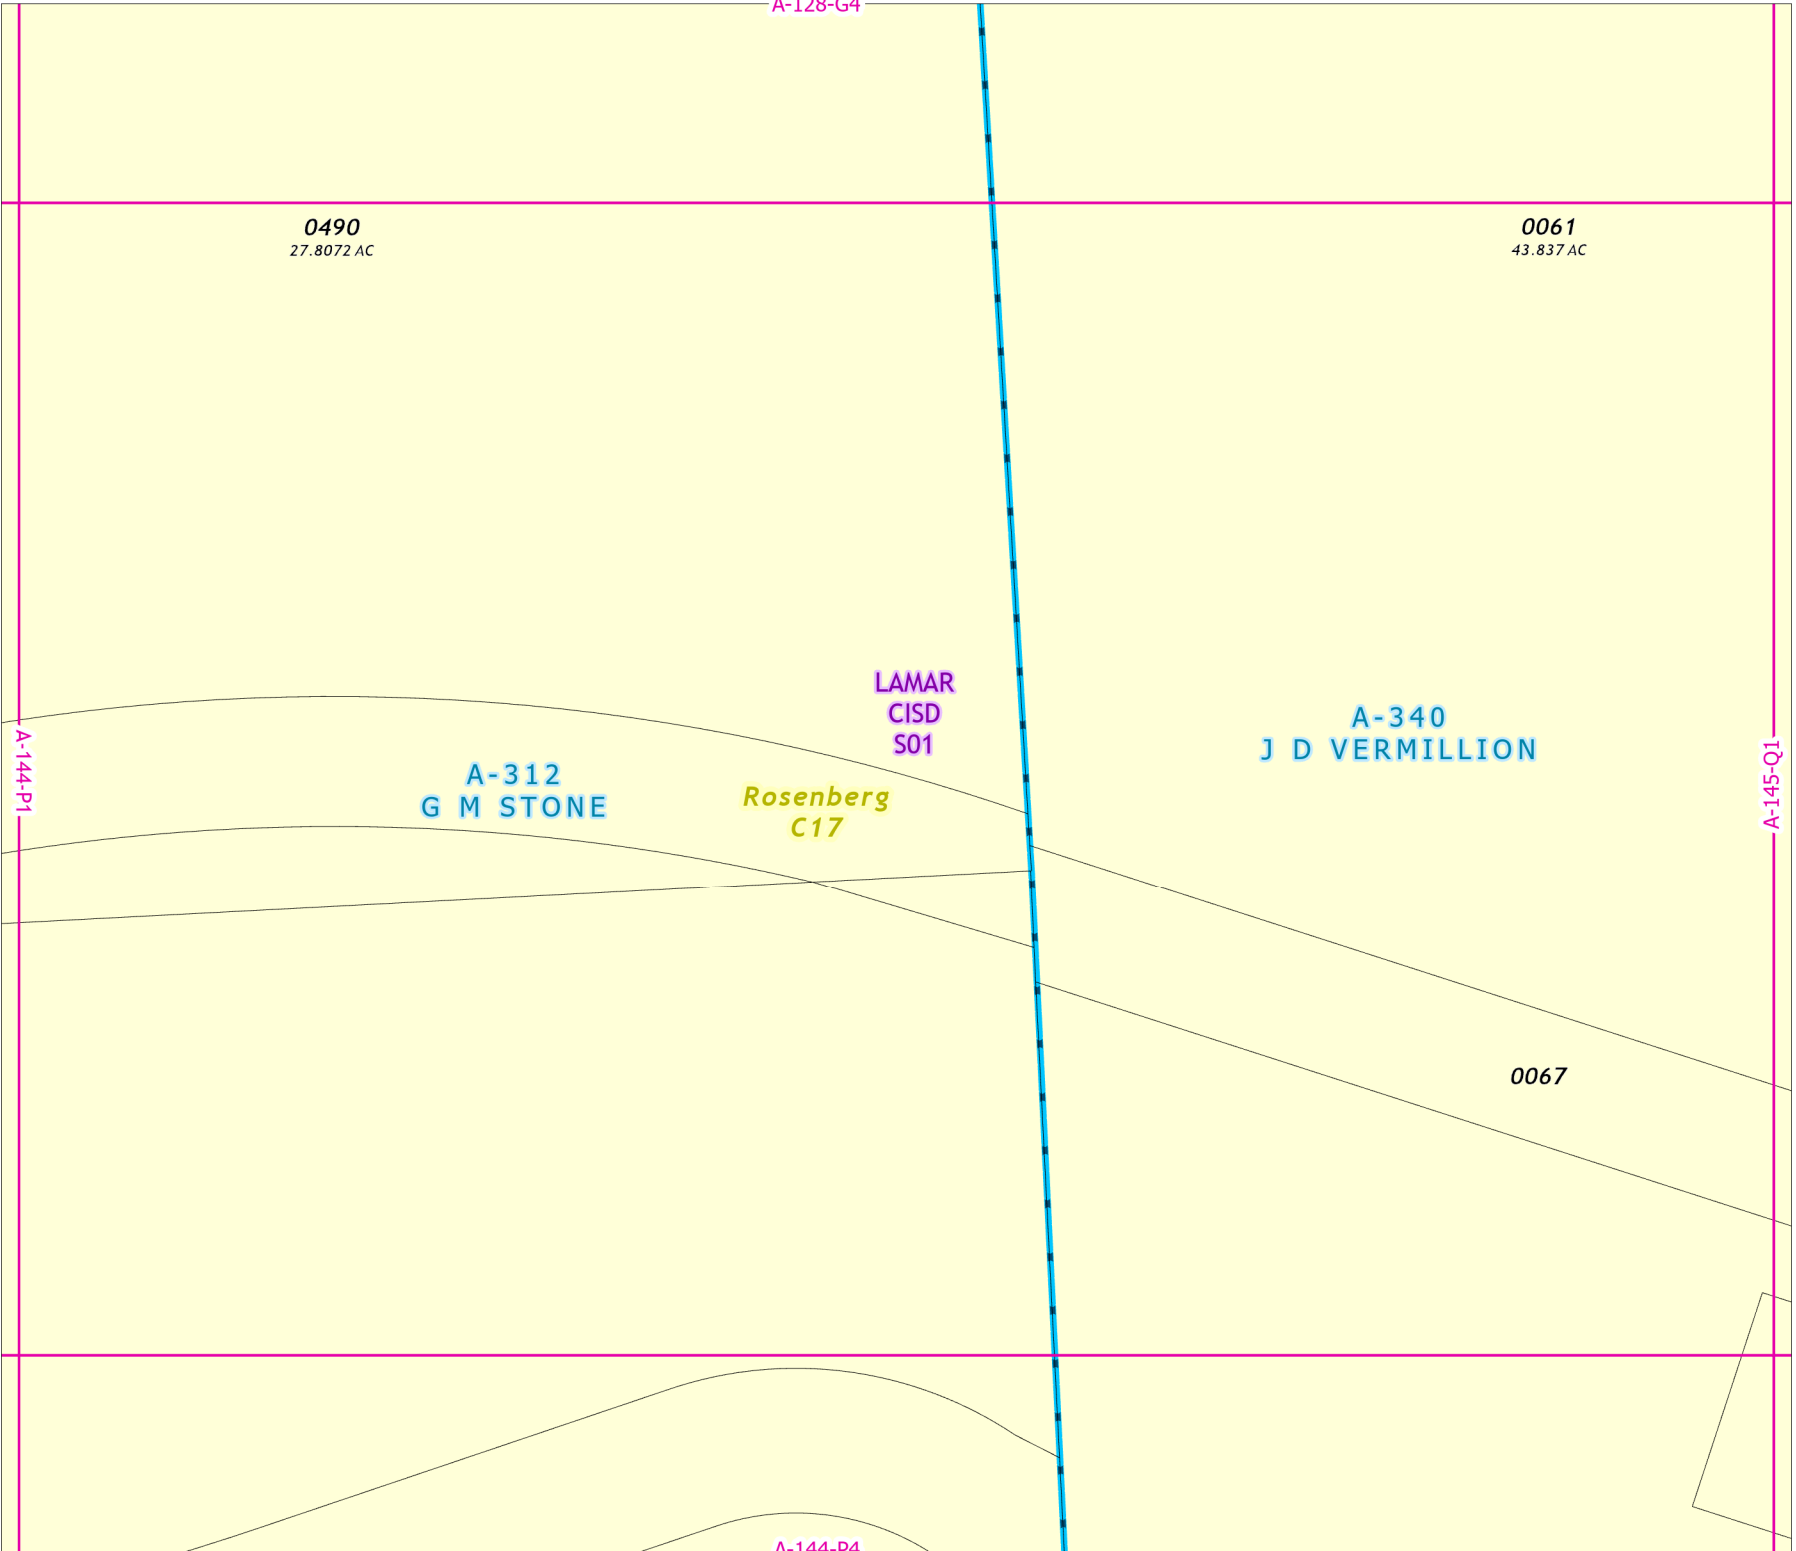 A-128-G4
0490
27.8072 AC
0061
43.837 AC
LAMAR
CISD
S01
A-340
J D VERMILLION
A-144-P1
A-145-Q1
A-312
G M STONE
Rosenberg
C17
0067
A-144-P4